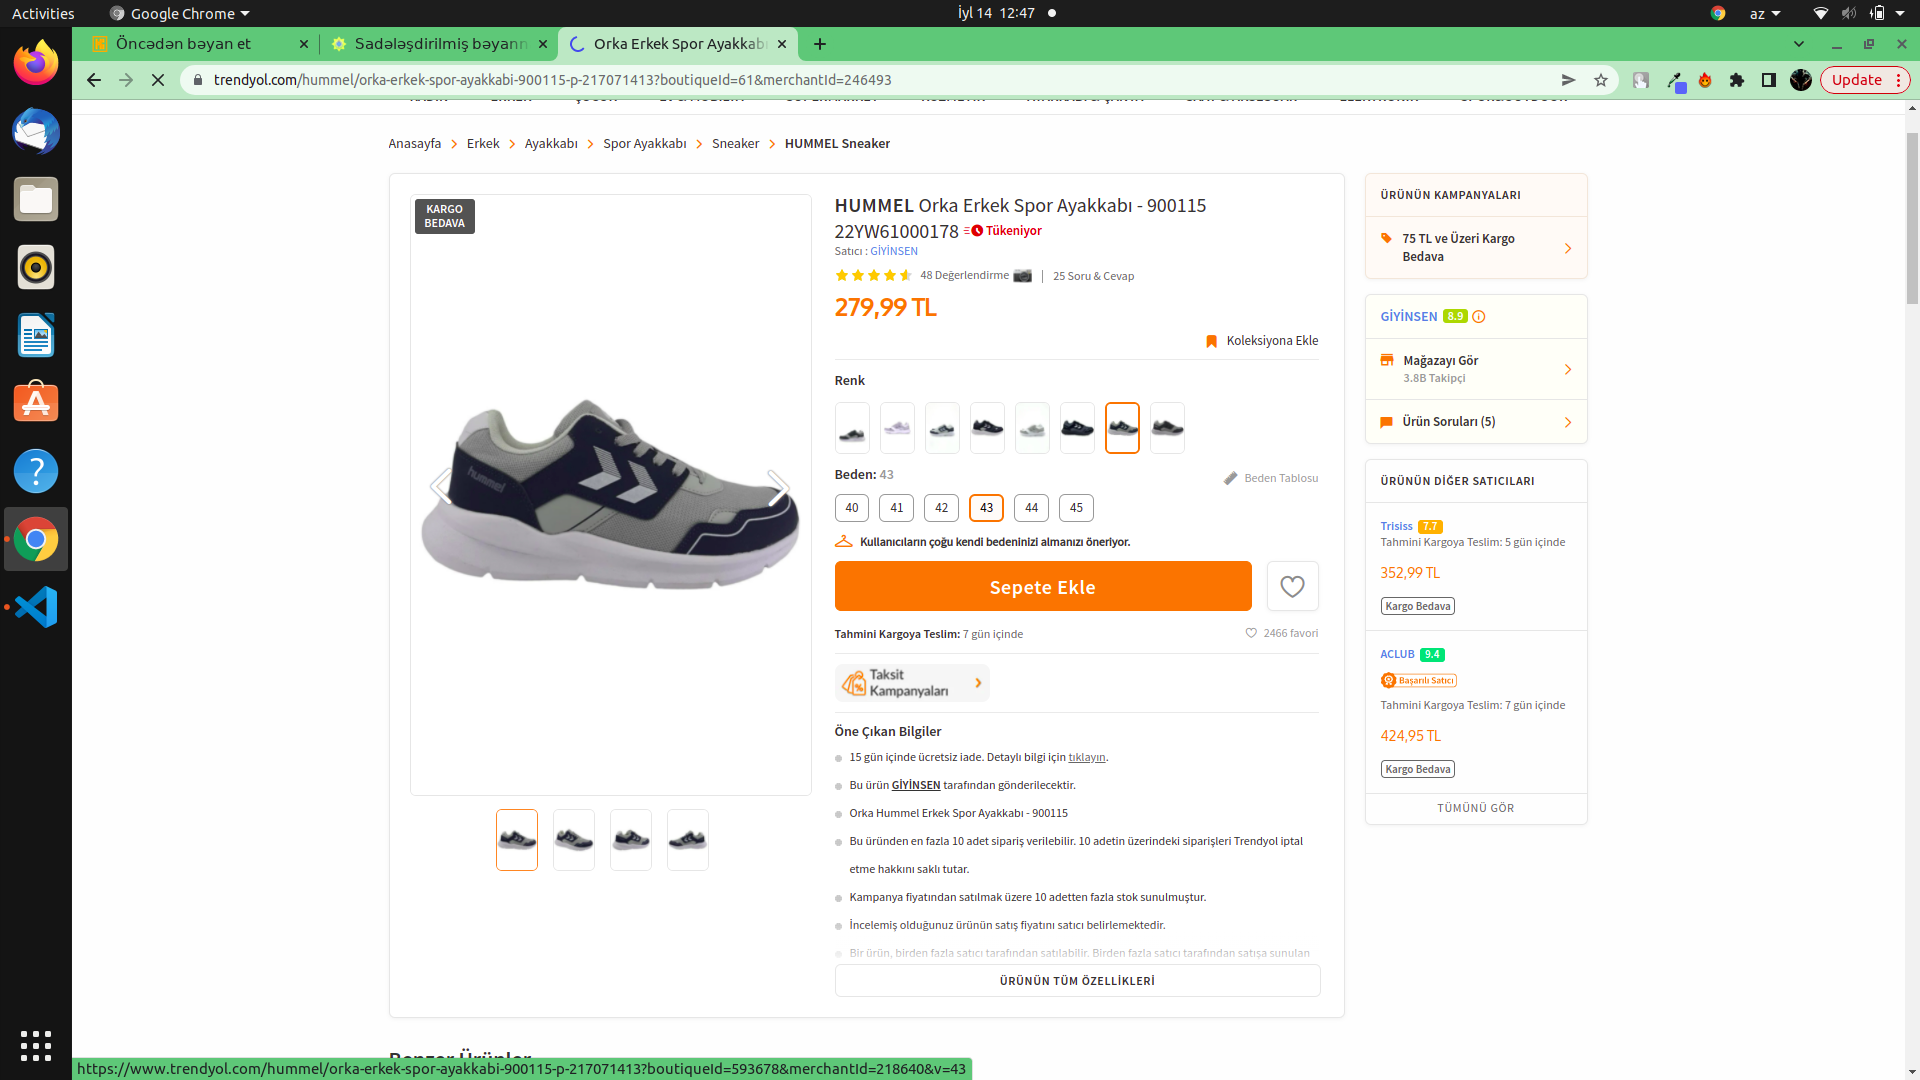 Activities
Google Chrome
İyl 14 12:47
az
Öncədən bəyan et
Sadələşdirilmiş bəyann
Orka Erkek Spor Ayakkabı
trendyol.com/hummel/orka-erkek-spor-ayakkabi-900115-p-217071413?boutiqueId=61&merchantId=246493
Update
Anasayfa
Erkek
Ayakkabı
Spor Ayakkabı
Sneaker
HUMMEL Sneaker
KARGO
BEDAVA
hummel
HUMMEL Orka Erkek Spor Ayakkabı - 900115
22YW61000178 Tükeniyor
Satıcı : GİYİNSEN
48 Değerlendirme | 25 Soru & Cevap
279,99 TL
Koleksiyona Ekle
Renk
Beden: 43
Beden Tablosu
40 41 42 43 44 45
Kullanıcıların çoğu kendi bedeninizi almanızı öneriyor.
Sepete Ekle
Tahmini Kargoya Teslim: 7 gün içinde
2466 favori
Taksit
Kampanyaları
Öne Çıkan Bilgiler
15 gün içinde ücretsiz iade. Detaylı bilgi için tıklayın.
Bu ürün GİYİNSEN tarafından gönderilecektir.
Orka Hummel Erkek Spor Ayakkabı - 900115
Bu üründen en fazla 10 adet sipariş verilebilir. 10 adetin üzerindeki siparişleri Trendyol iptal
etme hakkını saklı tutar.
Kampanya fiyatından satılmak üzere 10 adetten fazla stok sunulmuştur.
İncelemiş olduğunuz ürünün satış fiyatını satıcı belirlemektedir.
Bir ürün, birden fazla satıcı tarafından satılabilir. Birden fazla satıcı tarafından satışa sunulan
ÜRÜNÜN TÜM ÖZELLİKLERİ
ÜRÜNÜN KAMPANYALARI
75 TL ve Üzeri Kargo
Bedava
GİYİNSEN 8.9
Mağazayı Gör
3.8B Takipçi
Ürün Soruları (5)
ÜRÜNÜN DİĞER SATICILARI
Trisiss 7.7
Tahmini Kargoya Teslim: 5 gün içinde
352,99 TL
Kargo Bedava
ACLUB 9.4
Başarılı Satıcı
Tahmini Kargoya Teslim: 7 gün içinde
424,95 TL
Kargo Bedava
TÜMÜNÜ GÖR
Benzer Ürünler
https://www.trendyol.com/hummel/orka-erkek-spor-ayakkabi-900115-p-217071413?boutiqueId=593678&merchantId=218640&v=43